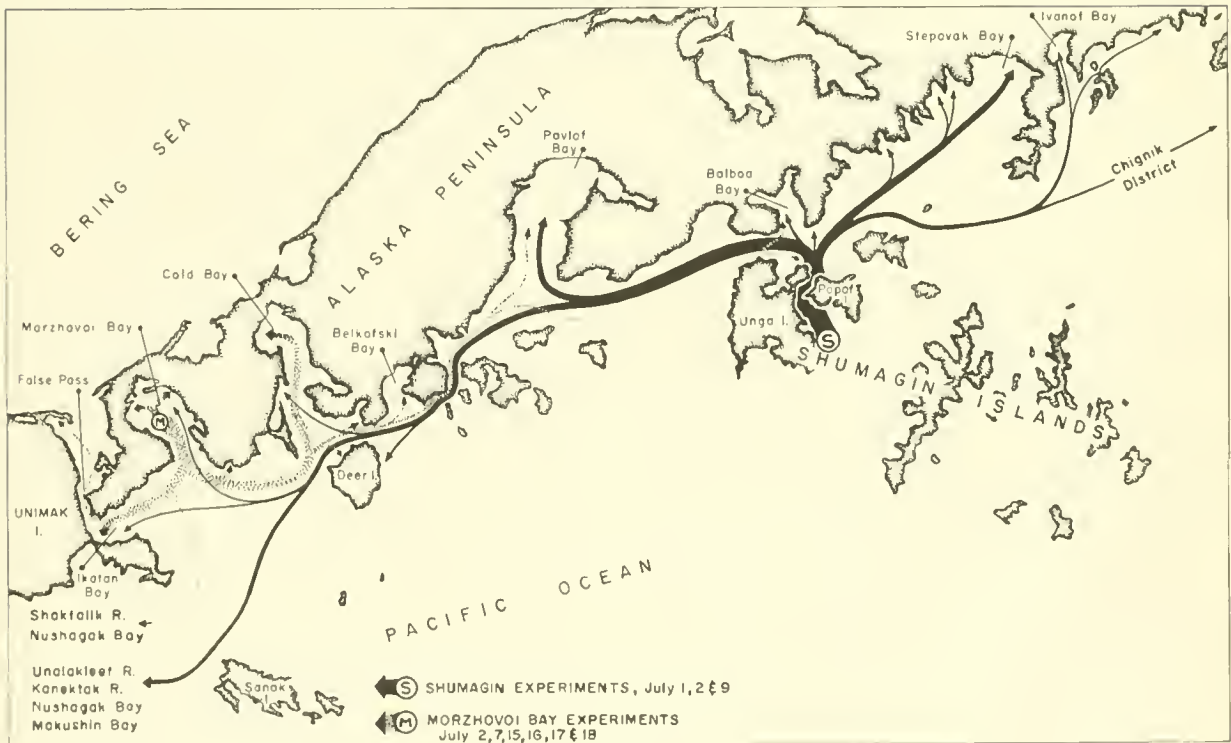 Ivanof Bay
Stepovak Bay
BERING SEA
ALASKA PENINSULA
Pavlof
Bay
Balboa
Bay
Chignik
District
Cold Bay
Morzhovoi Bay
Belkofski
Bay
False Pass
M
Popof
I.
Unga I.
S
SHUMAGIN ISLANDS
Deer I.
UNIMAK
I.
Ikatan
Bay
PACIFIC OCEAN
Shaktolik R.
Nushagak Bay
Unalakleet R.
Kanektak R.
Nushagak Bay
Makushin Bay
Sanak
I.
S SHUMAGIN EXPERIMENTS, July 1, 2 & 9
M MORZHOVOI BAY EXPERIMENTS
July 2, 7, 15, 16, 17 & 18